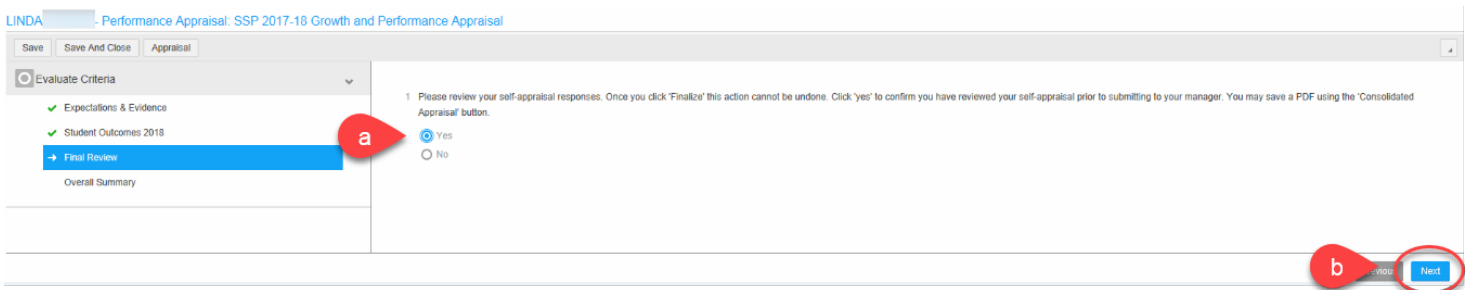 LINDA - Performance Appraisal: SSP 2017-18 Growth and Performance Appraisal
Save Save And Close Appraisal
Evaluate Criteria
Expectations & Evidence
Student Outcomes 2018
Final Review
Overall Summary
1 Please review your self-appraisal responses. Once you click 'Finalize' this action cannot be undone. Click 'yes' to confirm you have reviewed your self-appraisal prior to submitting to your manager. You may save a PDF using the 'Consolidated
Appraisal' button.
a Yes
No
b Next